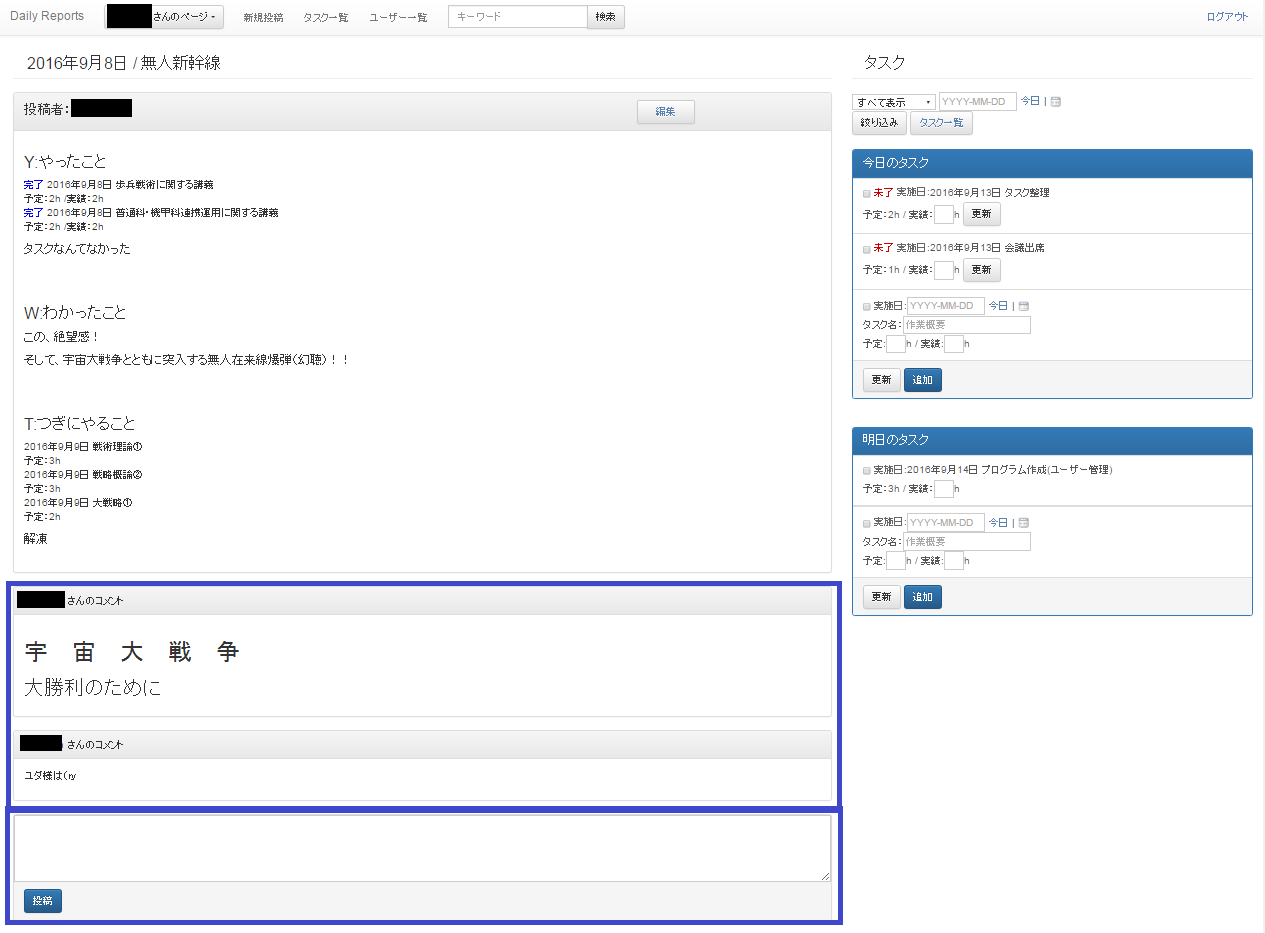 Daily Reports
さんのページ
新規投稿
タスク一覧
ユーザー一覧
キーワード
検索
ログアウト
2016年9月8日 / 無人新幹線
投稿者:
編集
Y:やったこと
完了 2016年9月8日 歩兵戦術に関する講義
予定:2h /実績:2h
完了 2016年9月8日 普通科・機甲科連携運用に関する講義
予定:2h /実績:2h
タスクなんてなかった
W:わかったこと
この、絶望感！
そして、宇宙大戦争とともに突入する無人在来線爆弾(幻聴)！！
T:つぎにやること
2016年9月9日 戦術理論①
予定:3h
2016年9月9日 戦略概論②
予定:3h
2016年9月9日 大戦略①
予定:2h
解凍
さんのコメント
宇　宙　大　戦　争
大勝利のために
さんのコメント
ユダ様は(ry
投稿
タスク
すべて表示 YYYY-MM-DD 今日 |
絞り込み タスク一覧
今日のタスク
未了 実施日:2016年9月13日 タスク整理
予定:2h / 実績: h 更新
未了 実施日:2016年9月13日 会議出席
予定:1h / 実績: h 更新
実施日: YYYY-MM-DD 今日 |
タスク名: 作業概要
予定: h / 実績: h
更新 追加
明日のタスク
実施日:2016年9月14日 プログラム作成(ユーザー管理)
予定:3h / 実績: h
実施日: YYYY-MM-DD 今日 |
タスク名: 作業概要
予定: h / 実績: h
更新 追加